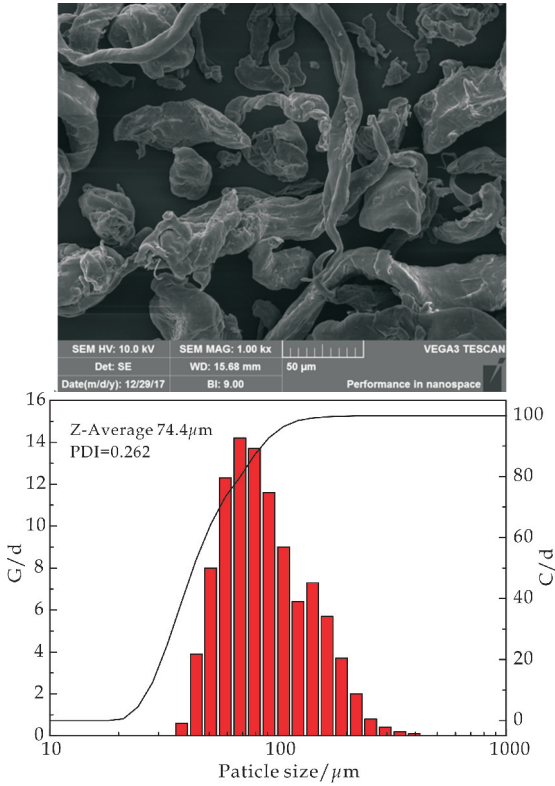 SEM HV: 10.0 kV SEM MAG: 1.00 kx VEGA3 TESCAN
Det: SE WD: 15.68 mm 50 µm
Date(m/d/y): 12/29/17 BI: 9.00 Performance in nanospace
Z-Average 74.4µm
PDI=0.262
16
14
12
10
8
6
4
2
0
G/d
100
80
60
40
20
0
C/d
10 100 1000
Paticle size/µm